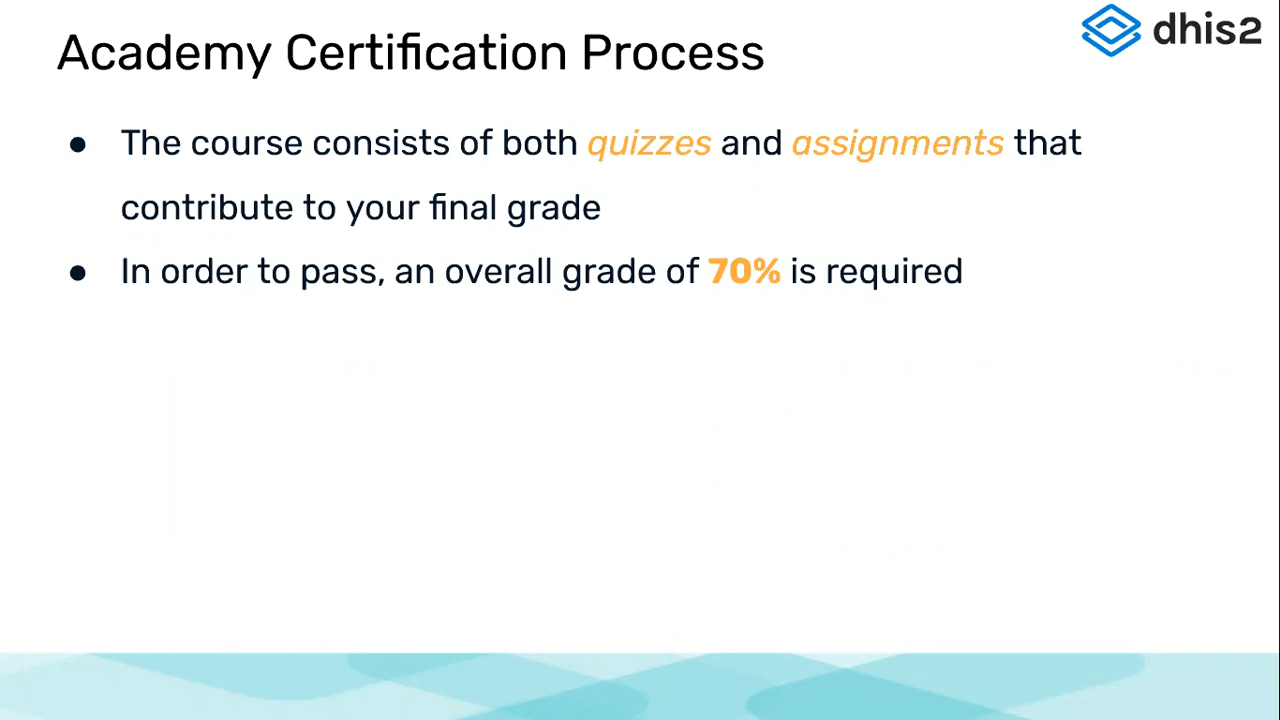 Academy Certification Process
dhis2
● The course consists of both quizzes and assignments that
contribute to your final grade
● In order to pass, an overall grade of 70% is required